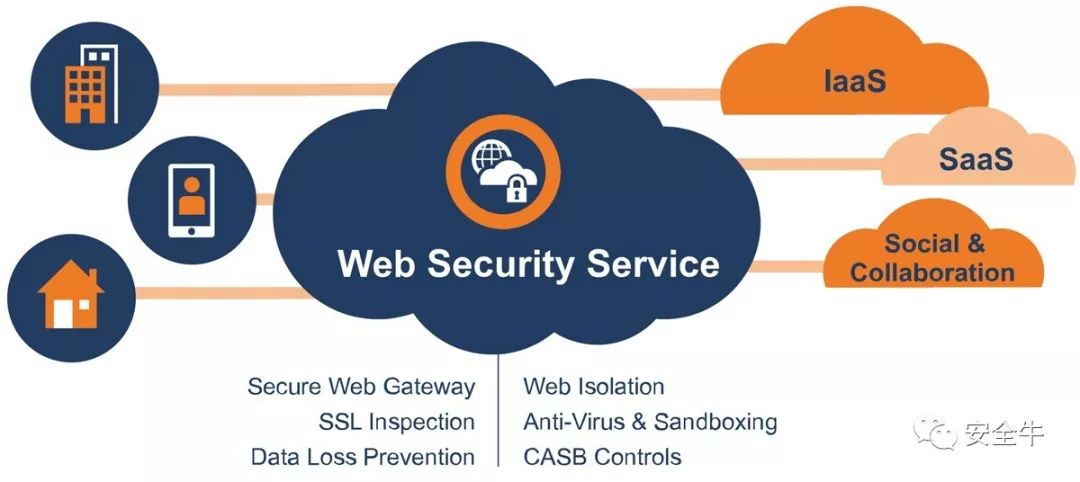 IaaS
SaaS
Social &
Collaboration
Web Security Service
Secure Web Gateway
SSL Inspection
Data Loss Prevention
Web Isolation
Anti-Virus & Sandboxing
CASB Controls
安全牛